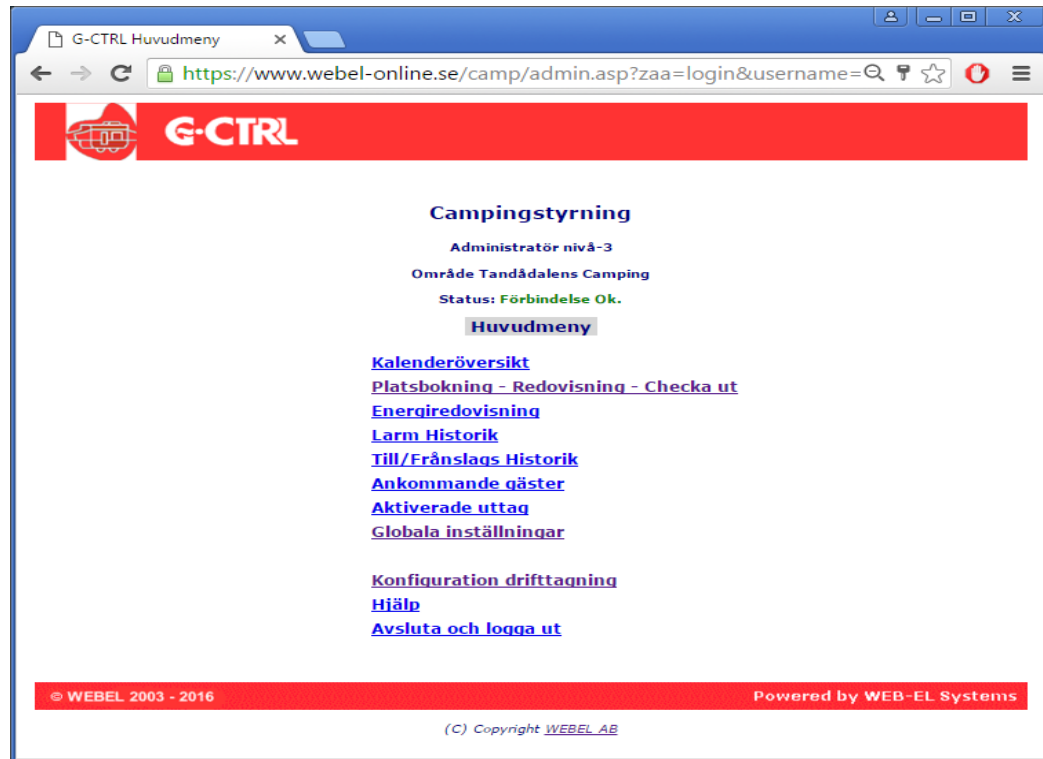 G-CTRL Huvudmeny
https://www.webel-online.se/camp/admin.asp?zaa=login&username=
G-CTRL
Campingstyrning
Administratör nivå-3
Område Tandådalens Camping
Status: Förbindelse Ok.
Huvudmeny
Kalenderöversikt
Platsbokning - Redovisning - Checka ut
Energiredovisning
Larm Historik
Till/Frånslags Historik
Ankommande gäster
Aktiverade uttag
Globala inställningar
Konfiguration drifttagning
Hjälp
Avsluta och logga ut
© WEBEL 2003 - 2016 Powered by WEB-EL Systems
(C) Copyright WEBEL AB